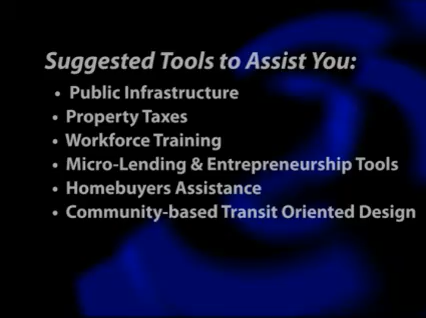 Suggested Tools to Assist You:
• Public Infrastructure
• Property Taxes
• Workforce Training
• Micro-Lending & Entrepreneurship Tools
• Homebuyers Assistance
• Community-based Transit Oriented Design